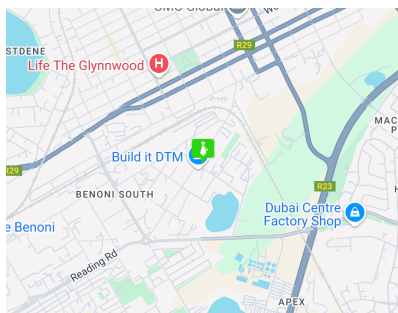 R29
STDENE
Life The Glynnwood
H
MAC
P
Build it DTM
R29
BENONI SOUTH
R23
H
Dubai Centre
Factory Shop
e Benoni
Reading Rd
APEX